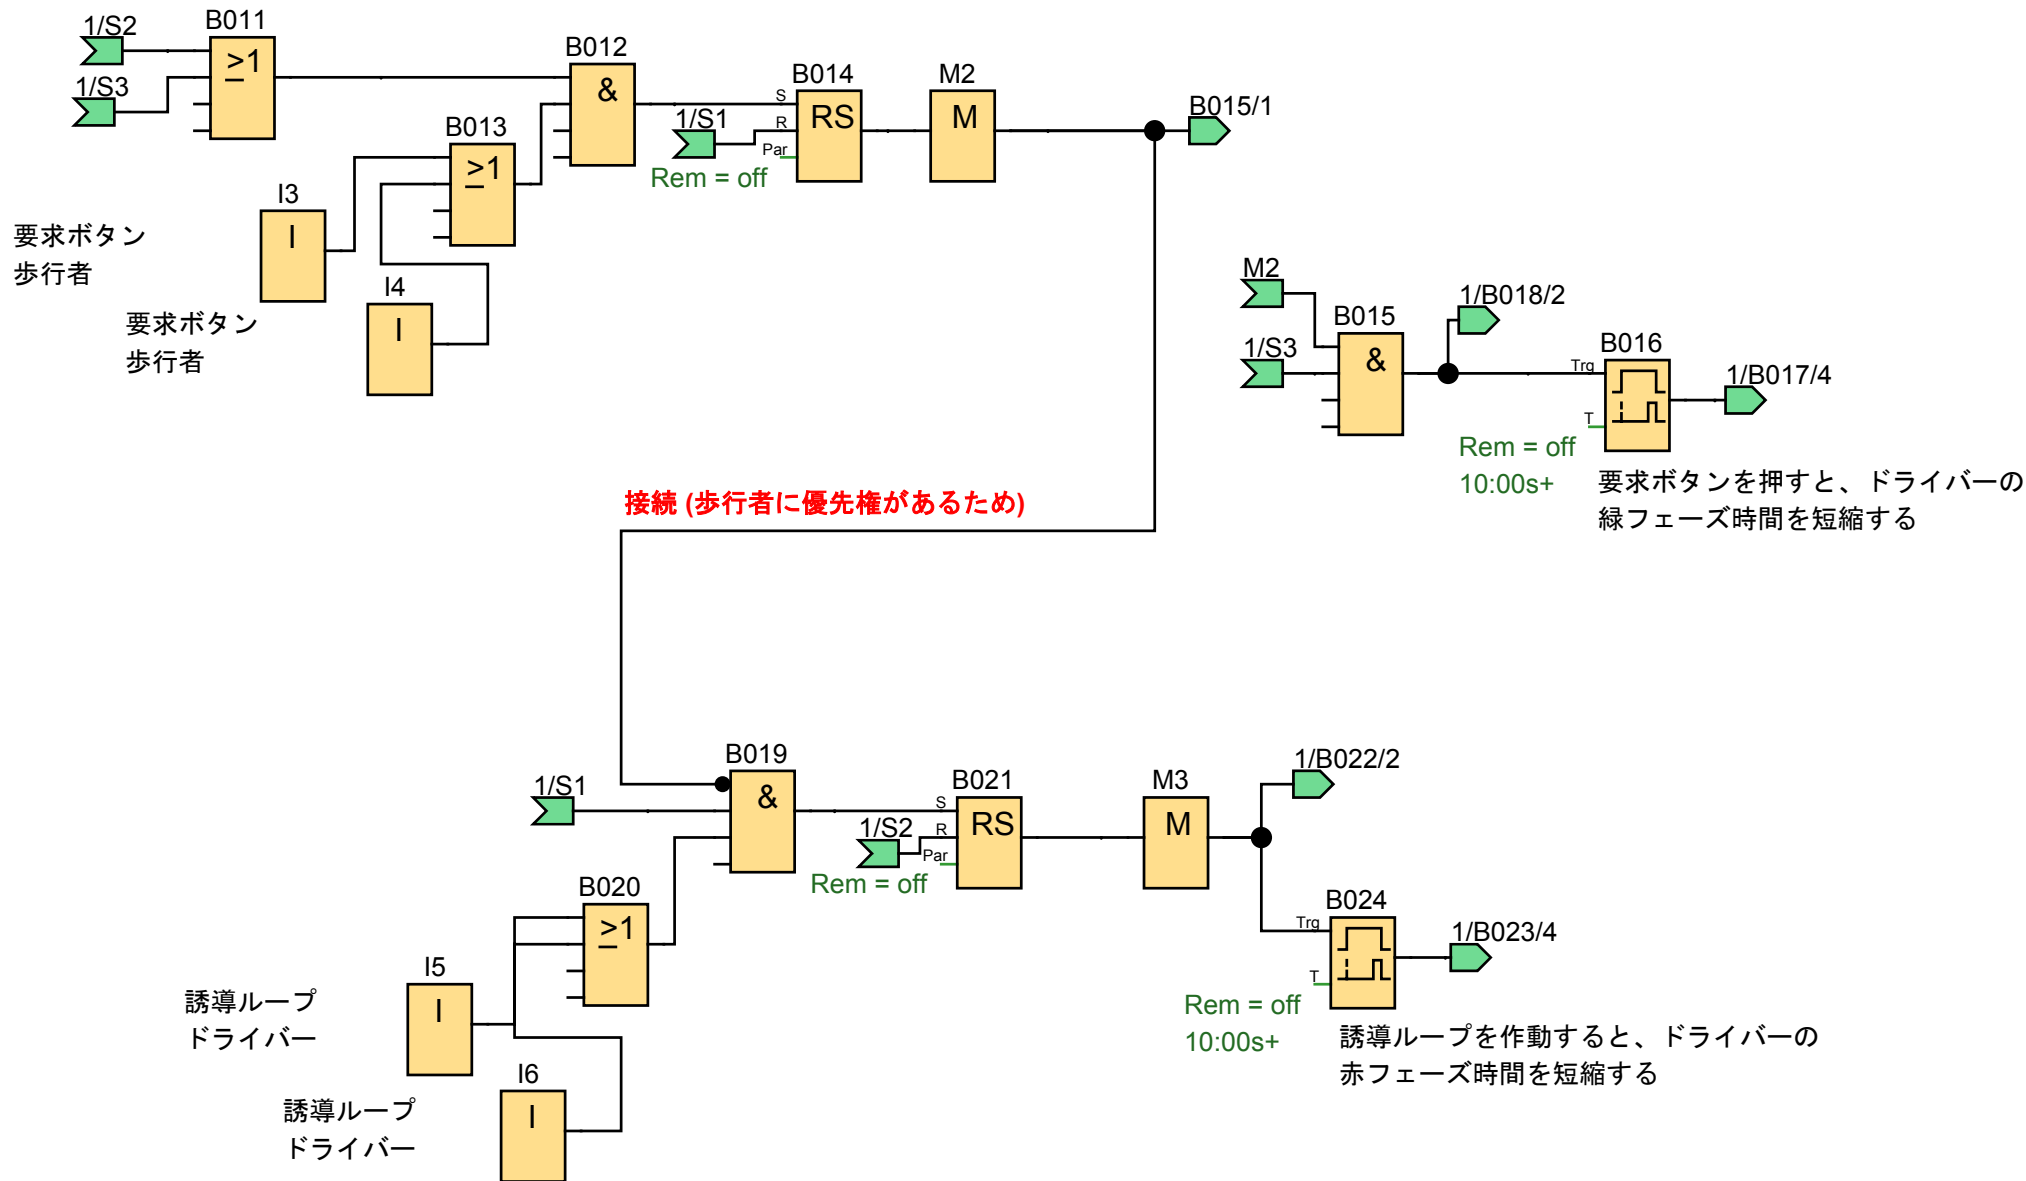 1/S2
B011
≥1
1/S3
B012
&
B013
≥1
B014
S
R
Par
RS
1/S1
Rem = off
M2
M
B015/1
I3
I
要求ボタン
歩行者
I4
I
要求ボタン
歩行者
M2
1/S3
B015
&
1/B018/2
B016
Trg
T
1/B017/4
Rem = off
10:00s+
要求ボタンを押すと、ドライバーの
緑フェーズ時間を短縮する
接続 (歩行者に優先権があるため)
B019
&
1/S1
B021
S
R
Par
RS
1/S2
Rem = off
M3
M
1/B022/2
B020
≥1
B024
Trg
T
1/B023/4
Rem = off
10:00s+
誘導ループを作動すると、ドライバーの
赤フェーズ時間を短縮する
I5
I
誘導ループ
ドライバー
I6
I
誘導ループ
ドライバー